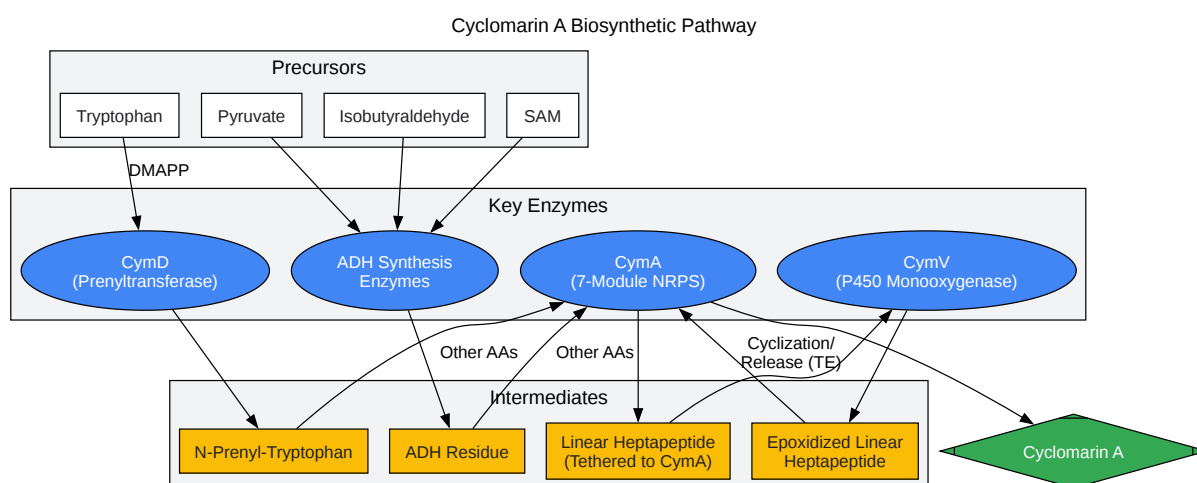 Cyclomarin A Biosynthetic Pathway
Precursors
Tryptophan
Pyruvate
Isobutyraldehyde
SAM
DMAPP
Key Enzymes
CymD
(Prenyltransferase)
ADH Synthesis
Enzymes
CymA
(7-Module NRPS)
CymV
(P450 Monooxygenase)
Other AAs
Other AAs
Cyclization/
Release (TE)
Intermediates
N-Prenyl-Tryptophan
ADH Residue
Linear Heptapeptide
(Tethered to CymA)
Epoxidized Linear
Heptapeptide
Cyclomarin A